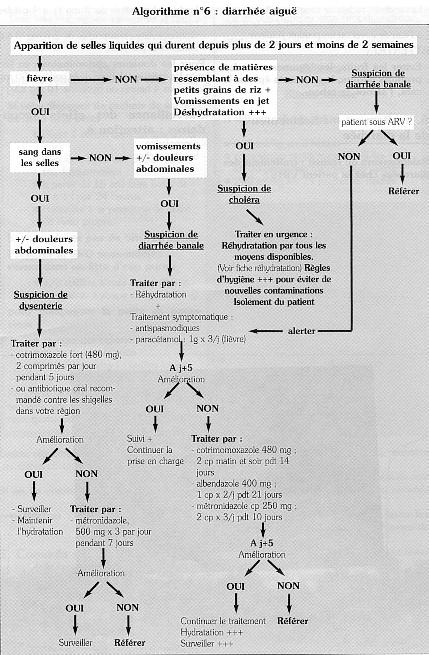 Algorithme n°6 : diarrhée aiguë
Apparition de selles liquides qui durent depuis plus de 2 jours et moins de 2 semaines
fièvre
NON
présence de matières
ressemblant à des
petits grains de riz +
Vomissements en jet
Déshydratation +++
NON
Suspicion de
diarrhée banale
OUI
patient sous ARV ?
sang dans
les selles
NON
vomissements
+/- douleurs
abdominales
OUI
NON
OUI
OUI
OUI
Suspicion de
choléra
Référer
+/- douleurs
abdominales
Suspicion de
diarrhée banale
Traiter en urgence :
Réhydratation par tous les
moyens disponibles.
(Voir fiche réhydratation) Règles
d'hygiène +++ pour éviter de
nouvelles contaminations
Isolement du patient
Suspicion de
dysenterie
Traiter par :
- Réhydratation
+
Traitement symptomatique :
- antispasmodiques
- paracétamol : 1g x 3/j (fièvre)
alerter
Traiter par :
- cotrimoxazole fort (480 mg),
2 comprimés par jour
pendant 5 jours
- ou antibiotique oral recom-
mandé contre les shigelles
dans votre région
A j+5
Amélioration
OUI
NON
Suivi +
Continuer la
prise en charge
Traiter par :
- cotrimomoxazole 480 mg ;
2 cp matin et soir pdt 14
jours
- albendazole 400 mg ;
1 cp x 2/j pdt 21 jours
- métronidazole cp 250 mg ;
2 cp x 3/j pdt 10 jours
Amélioration
OUI
NON
- Surveiller
- Maintenir
l'hydratation
Traiter par :
- métronidazole,
500 mg x 3 par jour
pendant 7 jours
A j+5
Amélioration
Amélioration
OUI
NON
OUI
NON
Surveiller
Référer
Continuer le traitement
Hydratation +++
Surveiller +++
Référer